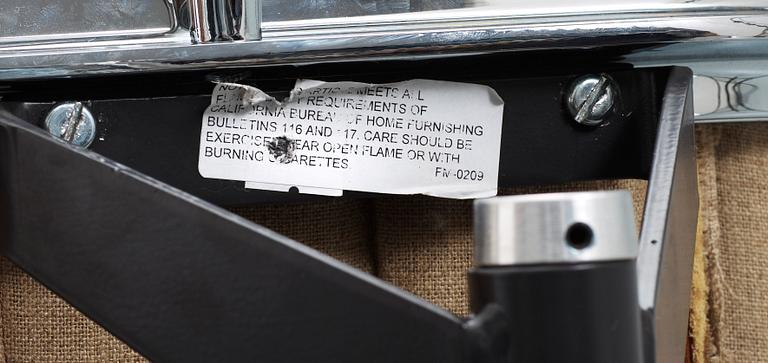 MEETS ALL
REQUIREMENTS OF
CALIFORNIA BUREAU OF HOME FURNISHING
BULLETINS 116 AND 117. CARE SHOULD BE
EXERCISED NEAR OPEN FLAME OR WITH
BURNING CIGARETTES.
FM-0209